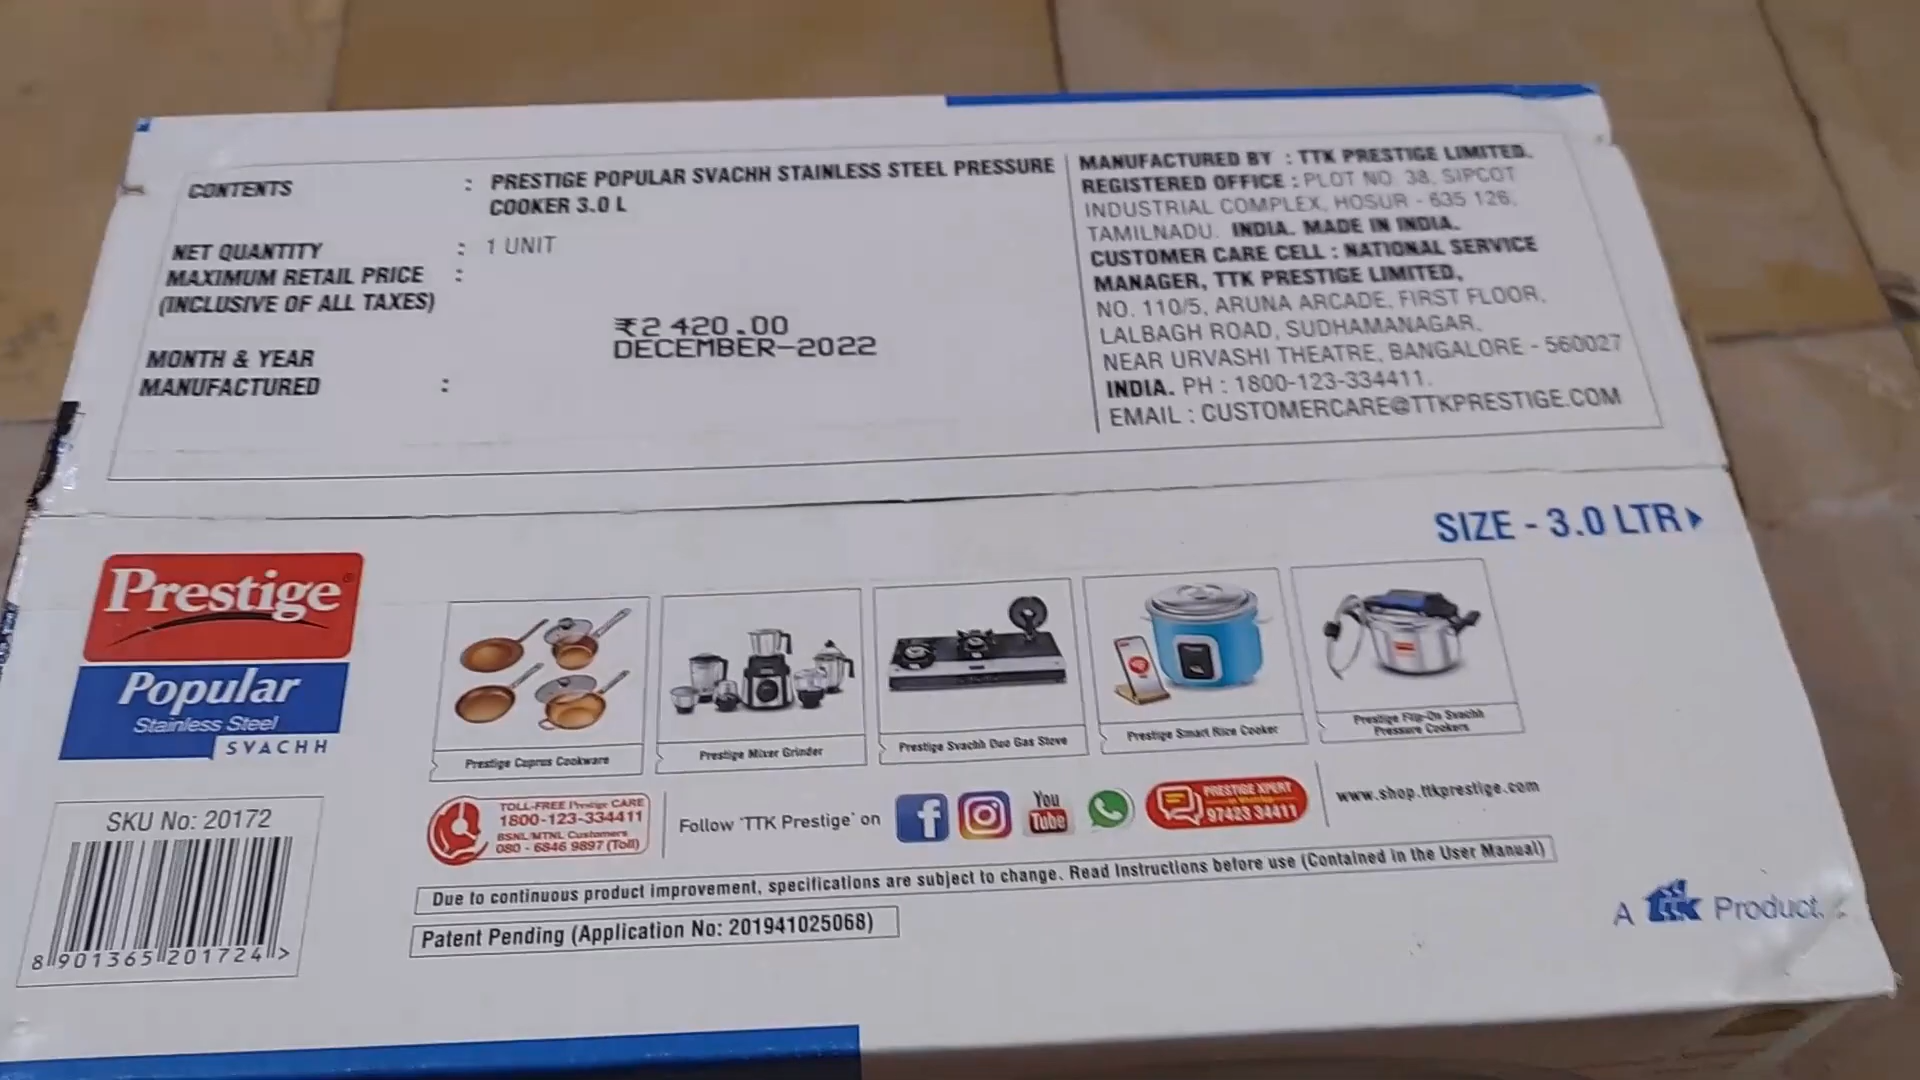 CONTENTS : PRESTIGE POPULAR SVACHH STAINLESS STEEL PRESSURE
COOKER 3.0 L
NET QUANTITY : 1 UNIT
MAXIMUM RETAIL PRICE :
(INCLUSIVE OF ALL TAXES)
₹2 420.00
DECEMBER-2022
MONTH & YEAR
MANUFACTURED :
MANUFACTURED BY : TTK PRESTIGE LIMITED.
REGISTERED OFFICE : PLOT NO. 38, SIPCOT
INDUSTRIAL COMPLEX, HOSUR - 635 126,
TAMILNADU. INDIA. MADE IN INDIA.
CUSTOMER CARE CELL : NATIONAL SERVICE
MANAGER, TTK PRESTIGE LIMITED,
NO. 110/5, ARUNA ARCADE, FIRST FLOOR,
LALBAGH ROAD, SUDHAMANAGAR,
NEAR URVASHI THEATRE, BANGALORE - 560027
INDIA. PH : 1800-123-334411.
EMAIL : CUSTOMERCARE@TTKPRESTIGE.COM
SIZE - 3.0 LTR
Prestige®
Popular
Stainless Steel
SVACHH
Prestige Cuprus Cookware
Prestige Mixer Grinder
Prestige Svachh Duo Gas Stove
Prestige Smart Rice Cooker
Prestige Flip-On Svachh
Pressure Cookers
SKU No: 20172
8 901365 201724 >
TOLL-FREE Prestige CARE
1800-123-334411
BSNL/MTNL Customers
080 - 6846 9897 (Toll)
Follow 'TTK Prestige' on
You
Tube
PRESTIGE XPERT
97423 34411
www.shop.ttkprestige.com
Due to continuous product improvement, specifications are subject to change. Read Instructions before use (Contained in the User Manual)
Patent Pending (Application No: 201941025068)
A ttk Product.